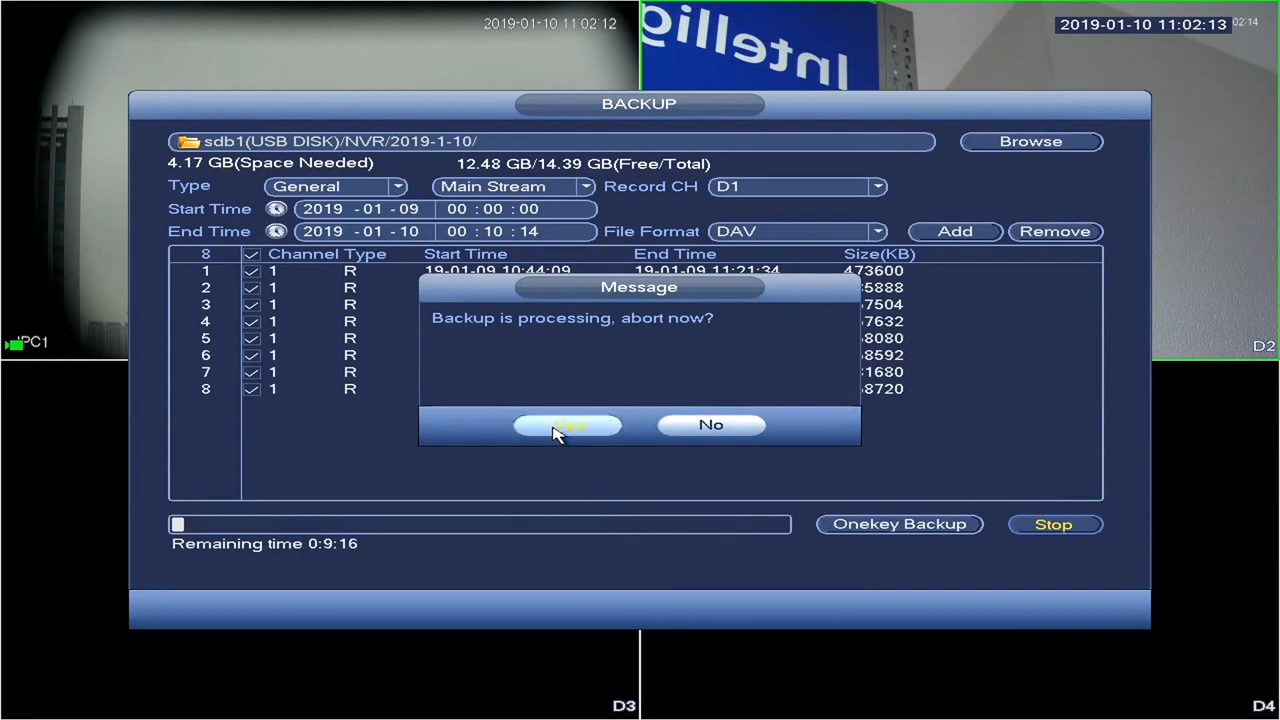 2019-01-10 11:02:12
2019-01-10 11:02:13
02:14
Intellig
BACKUP
sdb1(USB DISK)/NVR/2019-1-10/
Browse
4.17 GB(Space Needed) 12.48 GB/14.39 GB(Free/Total)
Type General Main Stream Record CH D1
Start Time 2019 -01 -09 00 : 00 : 00
End Time 2019 -01 -10 00 : 10 : 14 File Format DAV Add Remove
8 Channel Type Start Time End Time Size(KB)
1 1 R 19-01-09 10:44:09 19-01-09 11:21:34 473600
2 1 R
3 1 R
4 1 R
5 1 R
6 1 R
7 1 R
8 1 R
Message
Backup is processing, abort now?
Yes No
Onekey Backup Stop
Remaining time 0:9:16
IPC1
D2
D3
D4